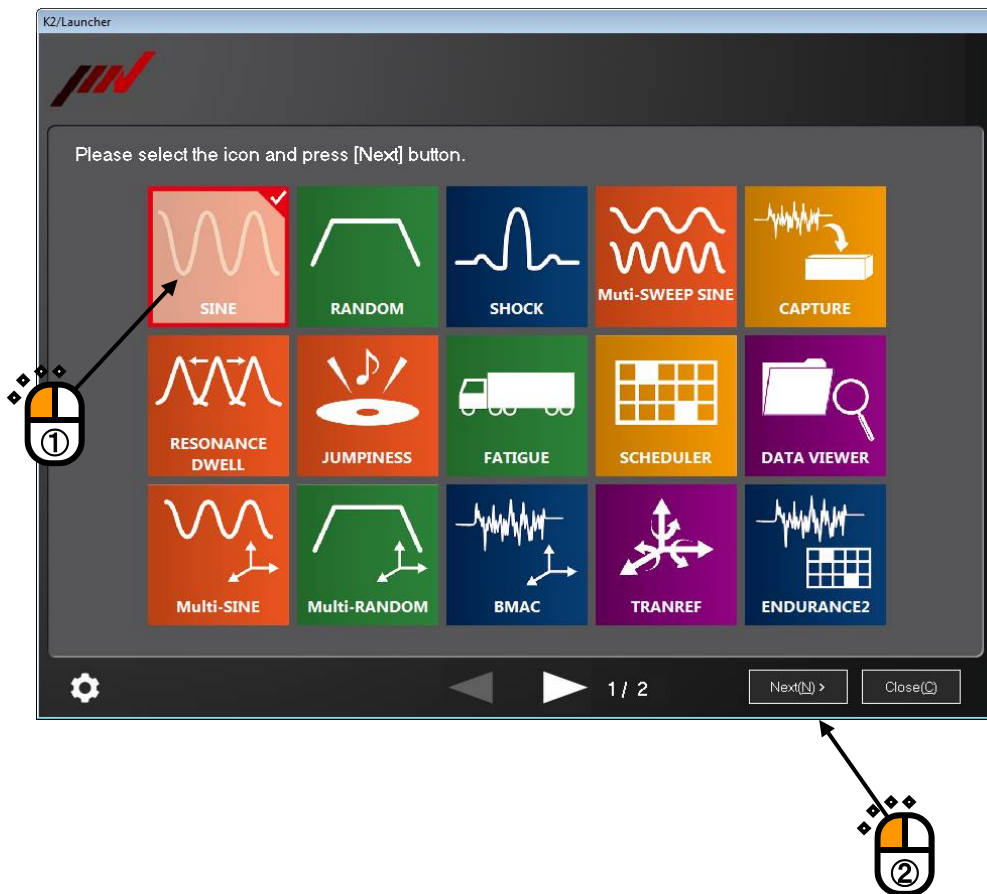 K2/Launcher
Please select the icon and press [Next] button.
SINE
RANDOM
SHOCK
Muti-SWEEP SINE
CAPTURE
RESONANCE
DWELL
JUMPINESS
FATIGUE
SCHEDULER
DATA VIEWER
Multi-SINE
Multi-RANDOM
BMAC
TRANREF
ENDURANCE2
1 / 2
Next(N) >
Close(C)
①
②